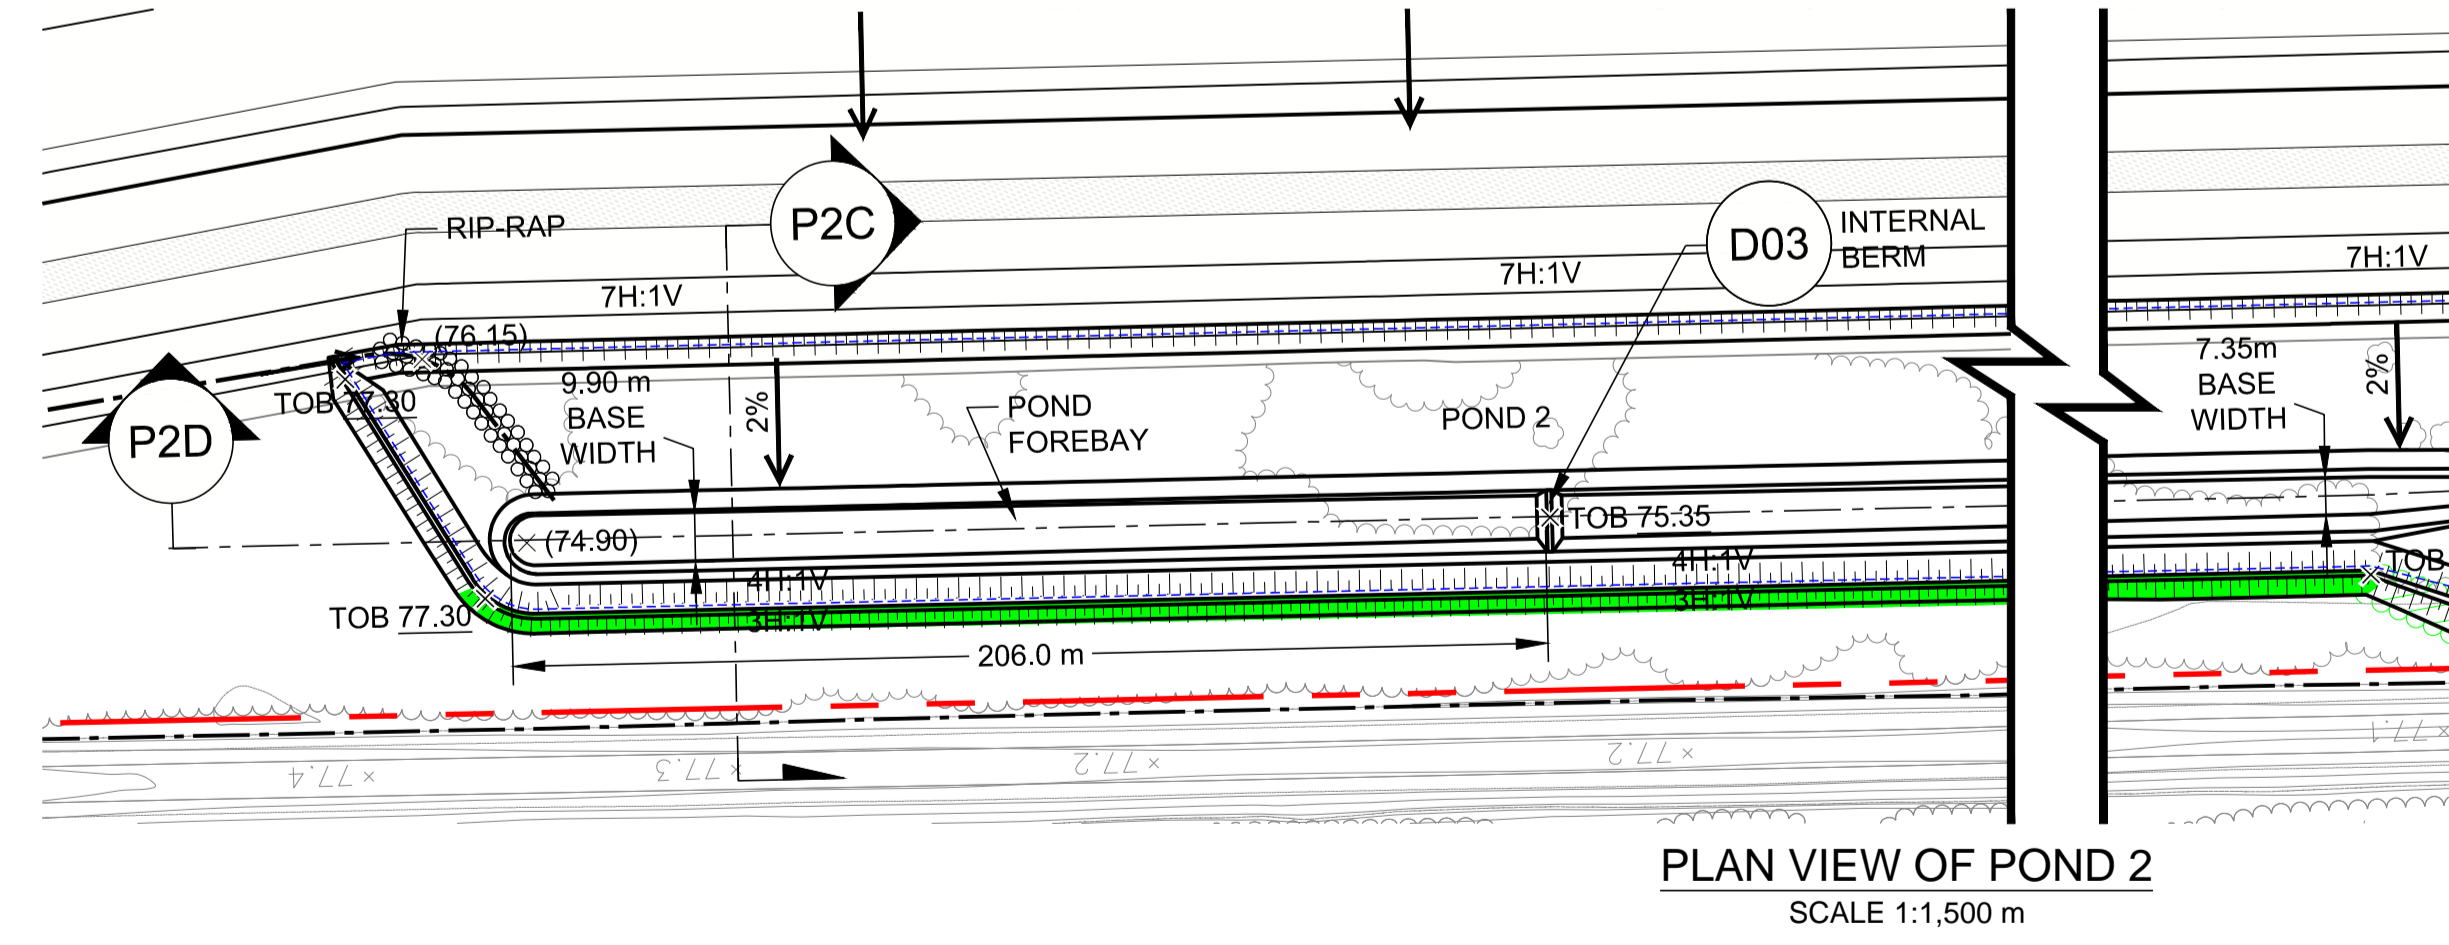 RIP-RAP
P2C
D03
INTERNAL
BERM
7H:1V
7H:1V
7H:1V
(76.15)
TOB 77.30
P2D
9.90 m
BASE
WIDTH
2%
POND
FOREBAY
POND 2
7.35m
BASE
WIDTH
2%
(74.90)
TOB 75.35
4H:1V
4H:1V
TOB
TOB 77.30
3H:1V
3H:1V
206.0 m
× 77.4
× 77.3
× 77.2
× 77.2
× 77.1
PLAN VIEW OF POND 2
SCALE 1:1,500 m